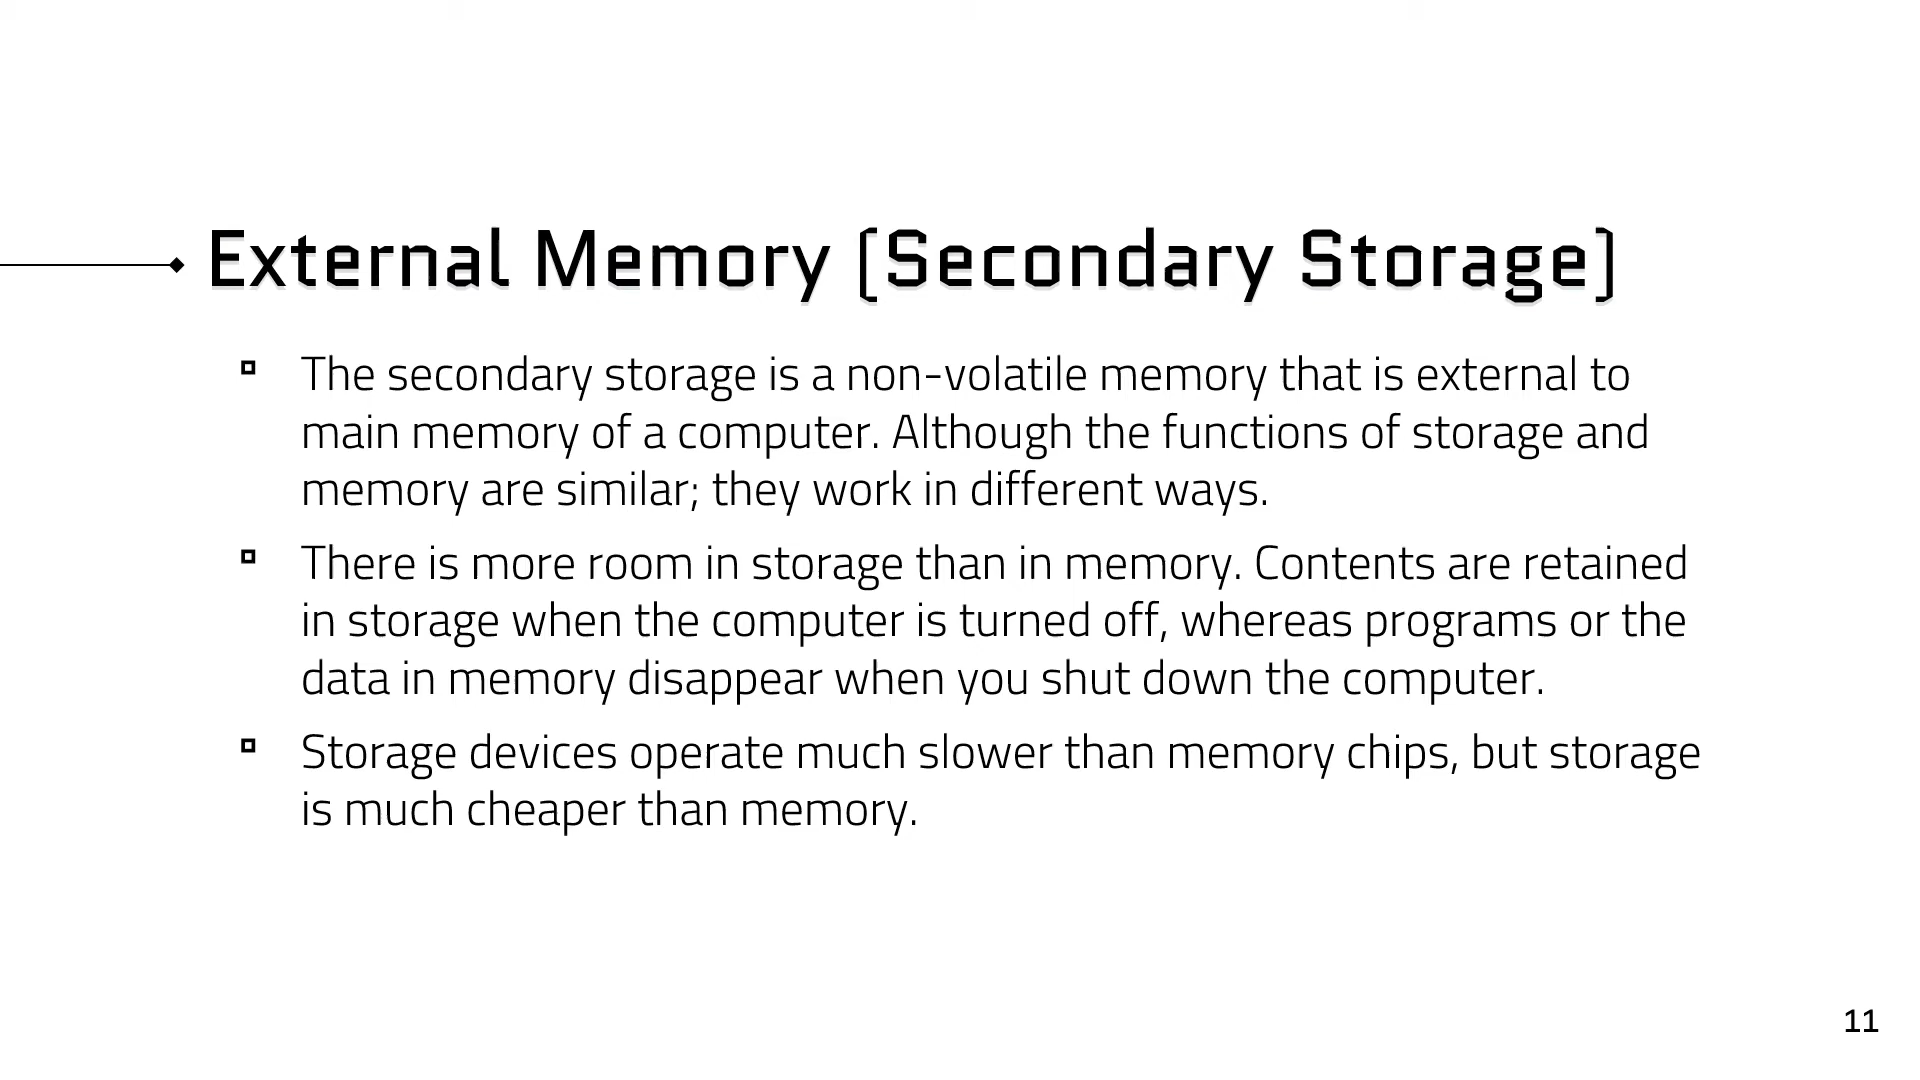 External Memory (Secondary Storage)
The secondary storage is a non-volatile memory that is external to
main memory of a computer. Although the functions of storage and
memory are similar; they work in different ways.
There is more room in storage than in memory. Contents are retained
in storage when the computer is turned off, whereas programs or the
data in memory disappear when you shut down the computer.
Storage devices operate much slower than memory chips, but storage
is much cheaper than memory.
11